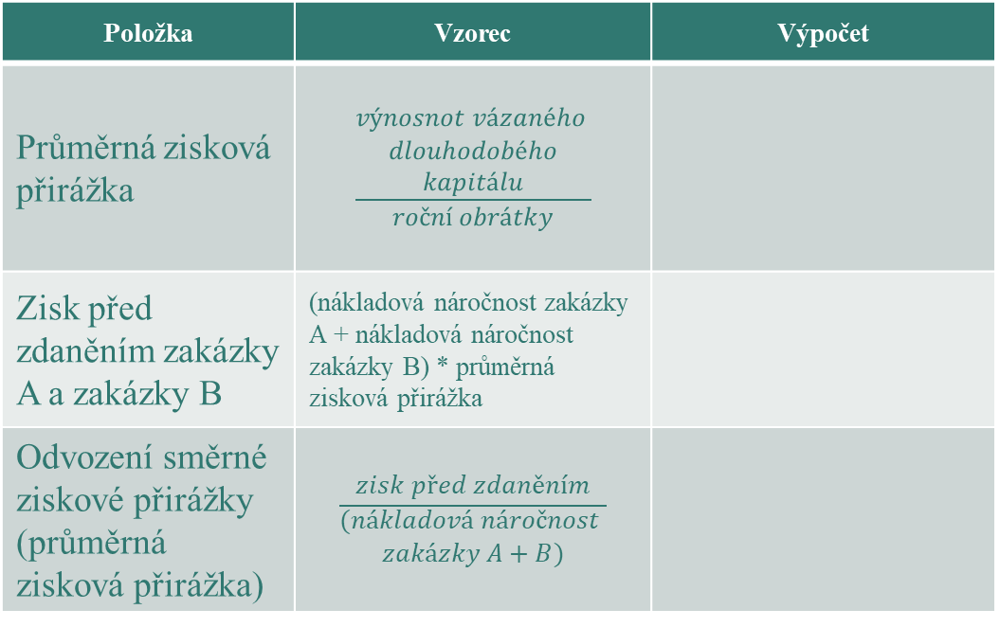 Položka
Vzorec
Výpočet
Průměrná zisková
přirážka
výnosnot vázaného
dlouhodobého
kapitálu
roční obrátky
Zisk před
zdaněním zakázky
A a zakázky B
(nákladová náročnost zakázky
A + nákladová náročnost
zakázky B) * průměrná
zisková přirážka
Odvození směrné
ziskové přirážky
(průměrná
zisková přirážka)
zisk před zdaněním
(nákladová náročnost
zakázky A + B)